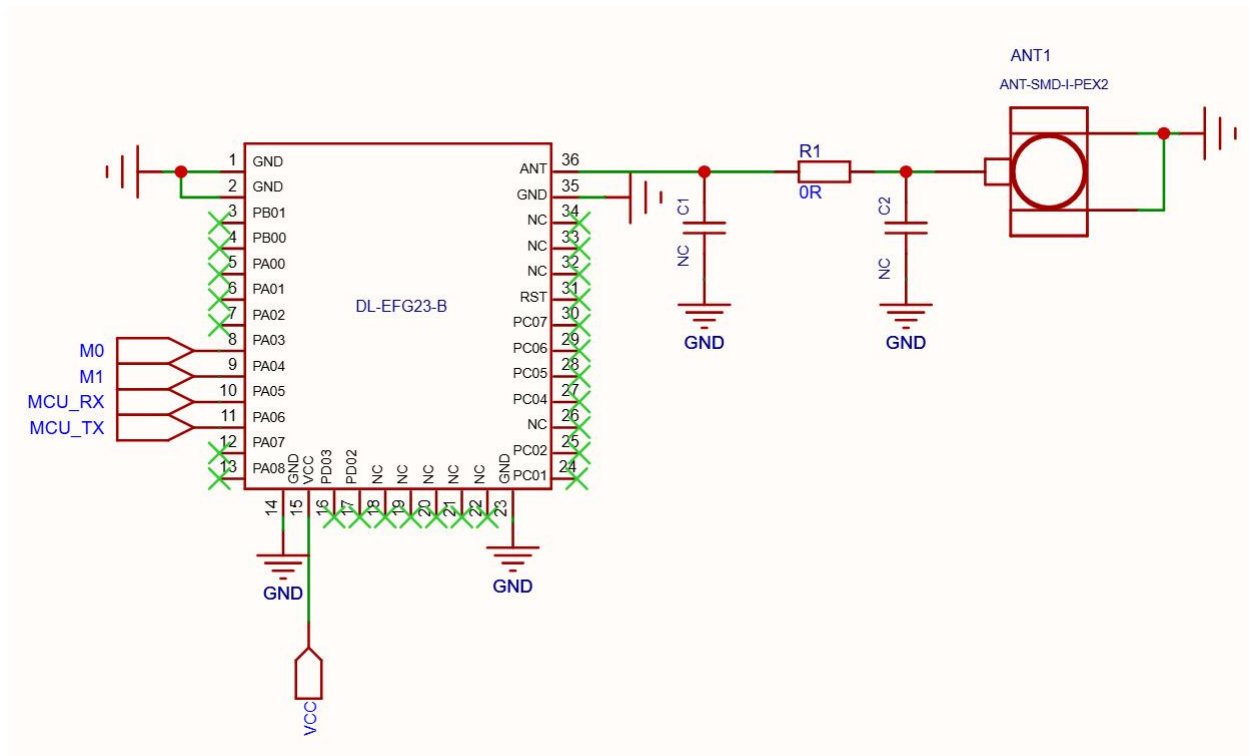 ANT1
ANT-SMD-I-PEX2
1 GND
2 GND
3 PB01
4 PB00
5 PA00
6 PA01
7 PA02
M0 8 PA03
M1 9 PA04
MCU_RX 10 PA05
MCU_TX 11 PA06
12 PA07
13 PA08
DL-EFG23-B
ANT 36
GND 35
NC 34
NC 33
NC 32
RST 31
PC07 30
PC06 29
PC05 28
PC04 27
NC 26
PC02 25
PC01 24
GND 14
VCC 15
PD03 16
PD02 17
NC 18
NC 19
NC 20
NC 21
NC 22
GND 23
GND
GND
VCC
C1
NC
GND
R1
0R
C2
NC
GND